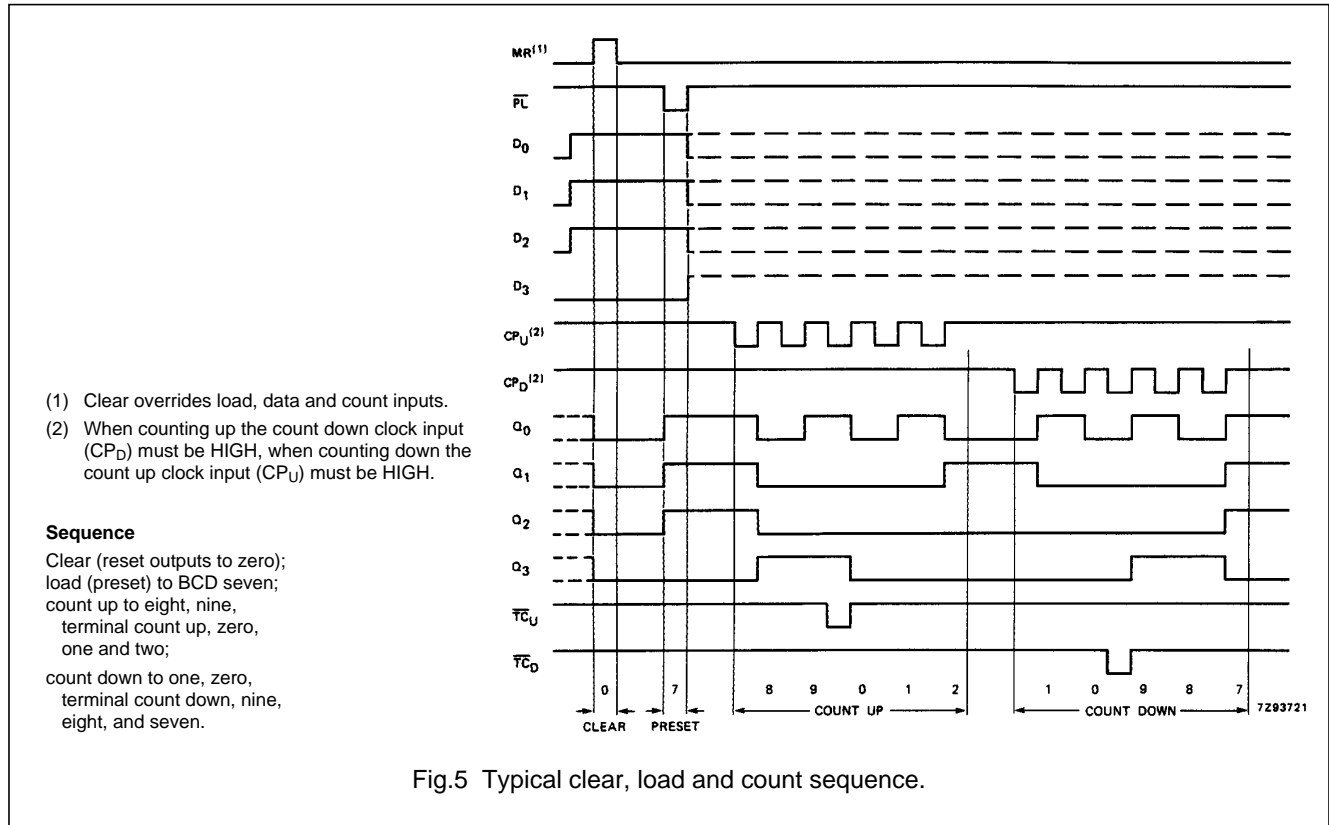 MR(1)
PL
D0
D1
D2
D3
CPU(2)
CPD(2)
Q0
Q1
Q2
Q3
TCU
TCD
0 7 8 9 0 1 2 1 0 9 8 7
CLEAR PRESET COUNT UP COUNT DOWN 7Z93721
(1) Clear overrides load, data and count inputs.
(2) When counting up the count down clock input
(CPD) must be HIGH, when counting down the
count up clock input (CPU) must be HIGH.
Sequence
Clear (reset outputs to zero);
load (preset) to BCD seven;
count up to eight, nine,
terminal count up, zero,
one and two;
count down to one, zero,
terminal count down, nine,
eight, and seven.
Fig.5 Typical clear, load and count sequence.